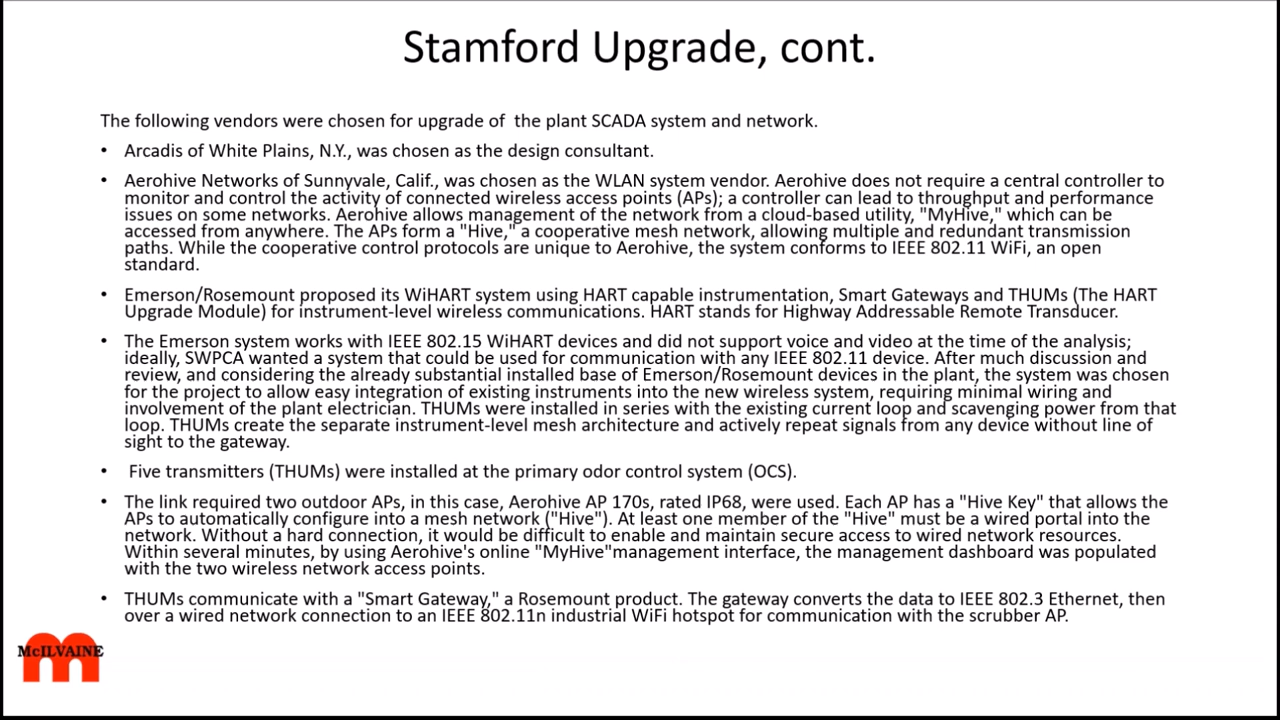 Stamford Upgrade, cont.
The following vendors were chosen for upgrade of  the plant SCADA system and network.
• Arcadis of White Plains, N.Y., was chosen as the design consultant.
• Aerohive Networks of Sunnyvale, Calif., was chosen as the WLAN system vendor. Aerohive does not require a central controller to
monitor and control the activity of connected wireless access points (APs); a controller can lead to throughput and performance
issues on some networks. Aerohive allows management of the network from a cloud-based utility, "MyHive," which can be
accessed from anywhere. The APs form a "Hive," a cooperative mesh network, allowing multiple and redundant transmission
paths. While the cooperative control protocols are unique to Aerohive, the system conforms to IEEE 802.11 WiFi, an open
standard.
• Emerson/Rosemount proposed its WiHART system using HART capable instrumentation, Smart Gateways and THUMs (The HART
Upgrade Module) for instrument-level wireless communications. HART stands for Highway Addressable Remote Transducer.
• The Emerson system works with IEEE 802.15 WiHART devices and did not support voice and video at the time of the analysis;
ideally, SWPCA wanted a system that could be used for communication with any IEEE 802.11 device. After much discussion and
review, and considering the already substantial installed base of Emerson/Rosemount devices in the plant, the system was chosen
for the project to allow easy integration of existing instruments into the new wireless system, requiring minimal wiring and
involvement of the plant electrician. THUMs were installed in series with the existing current loop and scavenging power from that
loop. THUMs create the separate instrument-level mesh architecture and actively repeat signals from any device without line of
sight to the gateway.
• Five transmitters (THUMs) were installed at the primary odor control system (OCS).
• The link required two outdoor APs, in this case, Aerohive AP 170s, rated IP68, were used. Each AP has a "Hive Key" that allows the
APs to automatically configure into a mesh network ("Hive"). At least one member of the "Hive" must be a wired portal into the
network. Without a hard connection, it would be difficult to enable and maintain secure access to wired network resources.
Within several minutes, by using Aerohive's online "MyHive"management interface, the management dashboard was populated
with the two wireless network access points.
• THUMs communicate with a "Smart Gateway," a Rosemount product. The gateway converts the data to IEEE 802.3 Ethernet, then
over a wired network connection to an IEEE 802.11n industrial WiFi hotspot for communication with the scrubber AP.
McILVAINE